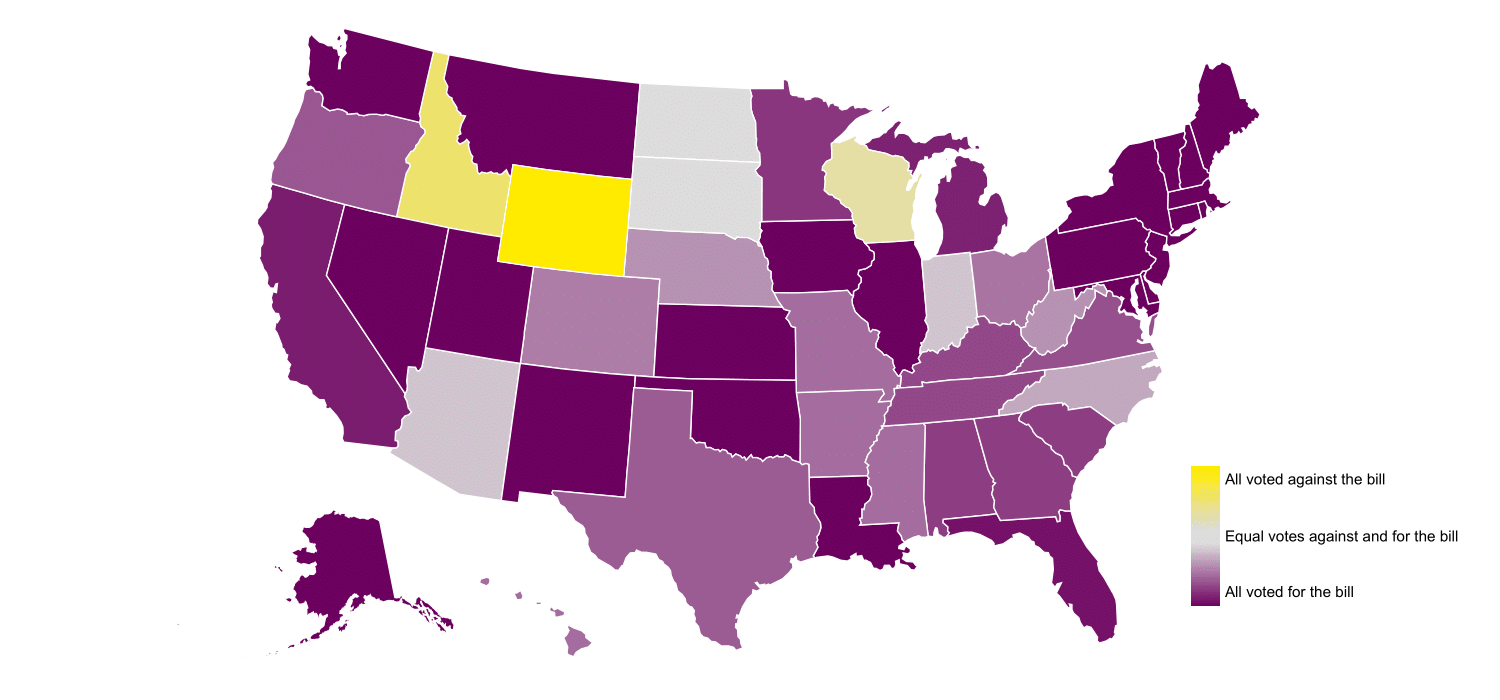 All voted against the bill
Equal votes against and for the bill
All voted for the bill